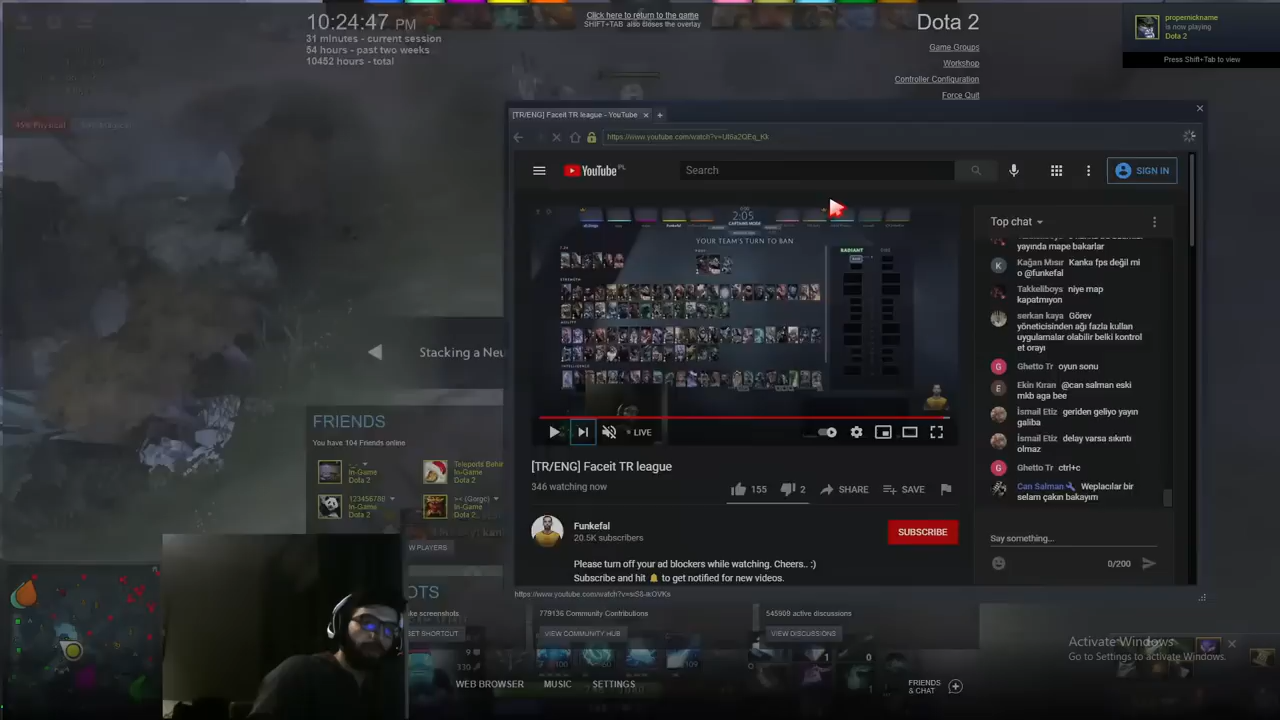 10:24:47 PM
31 minutes - current session
54 hours - past two weeks
10452 hours - total
Click here to return to the game
SHIFT+TAB also closes the overlay
Dota 2
Game Groups
Workshop
Controller Configuration
Force Quit
propernickname
is now playing
Dota 2
Press Shift+Tab to view
[TR/ENG] Faceit TR league - YouTube
YouTube PL
Search
SIGN IN
2:05
CAPTAINS MODE
YOUR TEAM'S TURN TO BAN
RADIANT
STRENGTH
LIVE
[TR/ENG] Faceit TR league
346 watching now
155
2
SHARE
SAVE
Funkefal
20.5K subscribers
SUBSCRIBE
Please turn off your ad blockers while watching. Cheers.. :)
Subscribe and hit to get notified for new videos.
Top chat
yayında mape bakarlar
Kağan Mısır Kanka fps değil mi
o @funkefal
Takkeliboys niye map
kapatmıyon
serkan kaya Görev
yöneticisinden ağı fazla kullan
uygulamalar olabilir belki kontrol
et orayı
Ghetto Tr oyun sonu
Ekin Kıran @can salman eski
mkb aga bee
İsmail Etiz geriden geliyo yayın
galiba
İsmail Etiz delay varsa sıkıntı
olmaz
Ghetto Tr ctrl+c
Can Salman Weplacılar bir
selam çakın bakayım
Say something...
0/200
Stacking a Neu
FRIENDS
You have 104 Friends online
In-Game
Dota 2
Teleports Behin
In-Game
Dota 2
123456788
In-Game
Dota 2
In-Game
Dota 2
W PLAYERS
779136 Community Contributions
VIEW COMMUNITY HUB
545909 active discussions
VIEW DISCUSSIONS
WEB BROWSER
MUSIC
SETTINGS
FRIENDS
& CHAT
Activate Windows
Go to Settings to activate Windows.